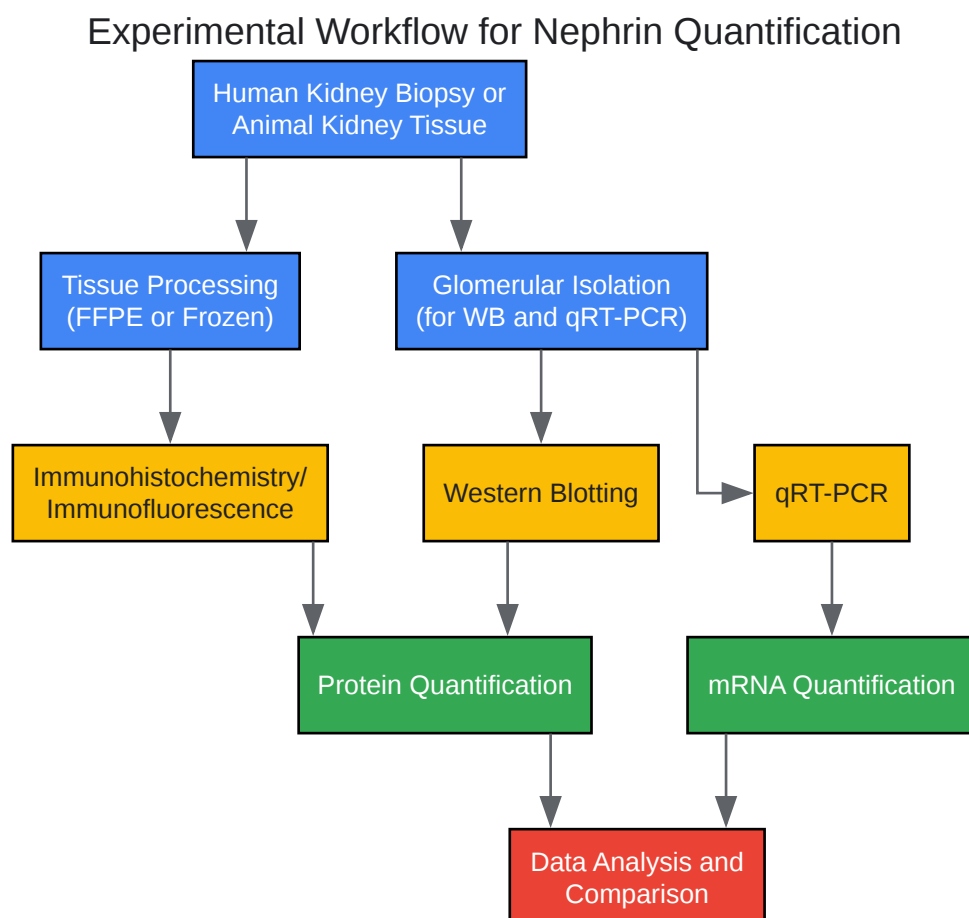 Experimental Workflow for Nephrin Quantification
Human Kidney Biopsy or
Animal Kidney Tissue
Tissue Processing
(FFPE or Frozen)
Glomerular Isolation
(for WB and qRT-PCR)
Immunohistochemistry/
Immunofluorescence
Western Blotting
qRT-PCR
Protein Quantification
mRNA Quantification
Data Analysis and
Comparison